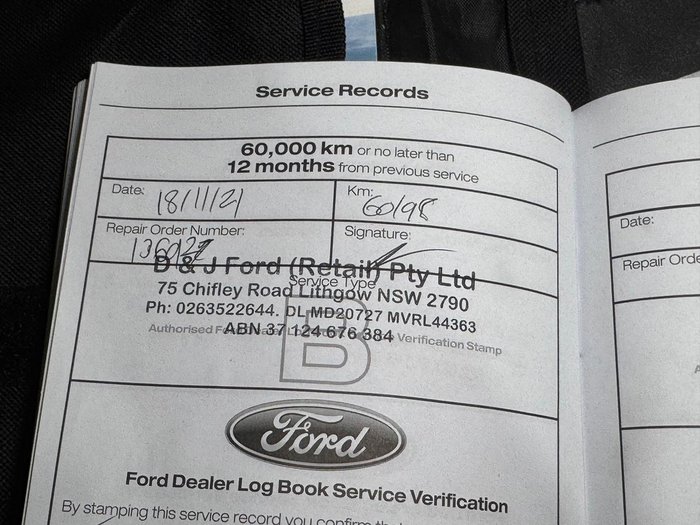 Service Records
60,000 km or no later than
12 months from previous service
Date: 18/11/21
Km: 60198
Repair Order Number:
Signature:
B & J Ford (Retail) Pty Ltd
Service Type
75 Chifley Road Lithgow NSW 2790
Ph: 0263522644. DL MD20727 MVRL44363
ABN 37 124 676 384
Authorised Verification Stamp
B
Ford
Ford Dealer Log Book Service Verification
By stamping this service record you confirm
Date:
Repair